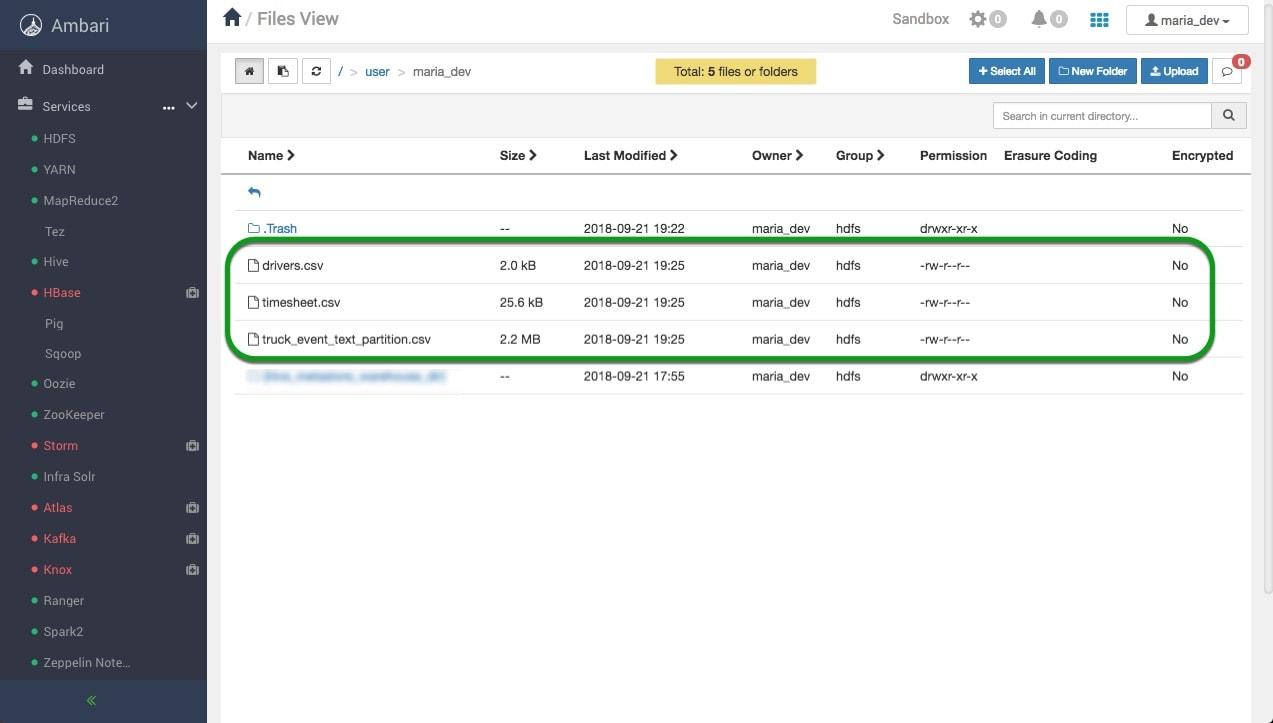 Ambari
Dashboard
Services ...
HDFS
YARN
MapReduce2
Tez
Hive
HBase
Pig
Sqoop
Oozie
ZooKeeper
Storm
Infra Solr
Atlas
Kafka
Knox
Ranger
Spark2
Zeppelin Note...
/ Files View
Sandbox 0 0 maria_dev
/ > user > maria_dev
Total: 5 files or folders
+ Select All New Folder Upload 0
Search in current directory...
Name Size Last Modified Owner Group Permission Erasure Coding Encrypted
.Trash -- 2018-09-21 19:22 maria_dev hdfs drwxr-xr-x No
drivers.csv 2.0 kB 2018-09-21 19:25 maria_dev hdfs -rw-r--r-- No
timesheet.csv 25.6 kB 2018-09-21 19:25 maria_dev hdfs -rw-r--r-- No
truck_event_text_partition.csv 2.2 MB 2018-09-21 19:25 maria_dev hdfs -rw-r--r-- No
-- 2018-09-21 17:55 maria_dev hdfs drwxr-xr-x No